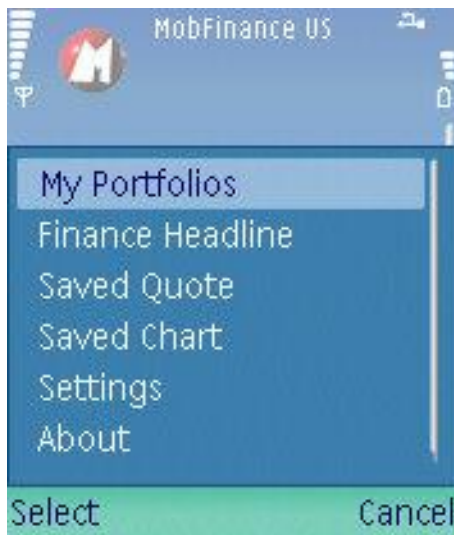 MobFinance US
M
My Portfolios
Finance Headline
Saved Quote
Saved Chart
Settings
About
Select Cancel